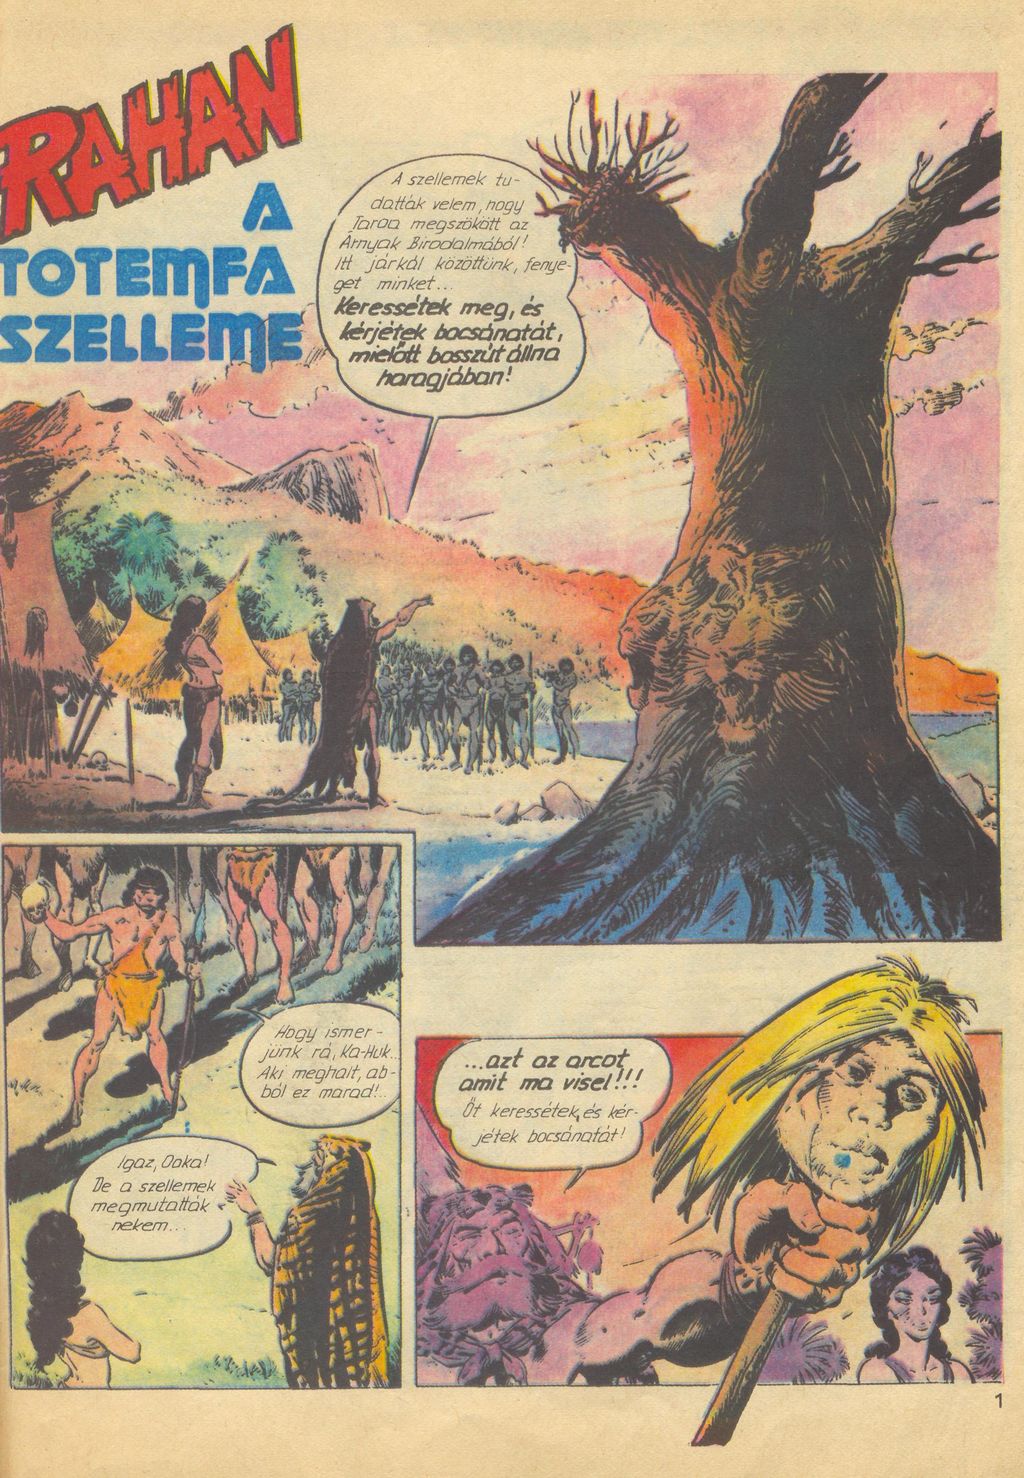 RAHAN
A
TOTEMFA
SZELLEME
A szellemek tu-
datták velem, hogy
Taroa megszökött az
Árnyak Birodalmából!
Itt járkál közöttünk, fenye-
get minket...
Keressétek meg, és
kérjétek bocsánatát,
mielőtt bosszút állna
haragjában!
Hogy ismer-
jünk rá, Ka-Huk...
Aki meghalt, ab-
ból ez marad!..
Igaz, Ooka!
De a szellemek
megmutatták
nekem...
...azt az arcot,
amit ma visel!!!
Őt keressétek, és kér-
jétek bocsánatát!
1